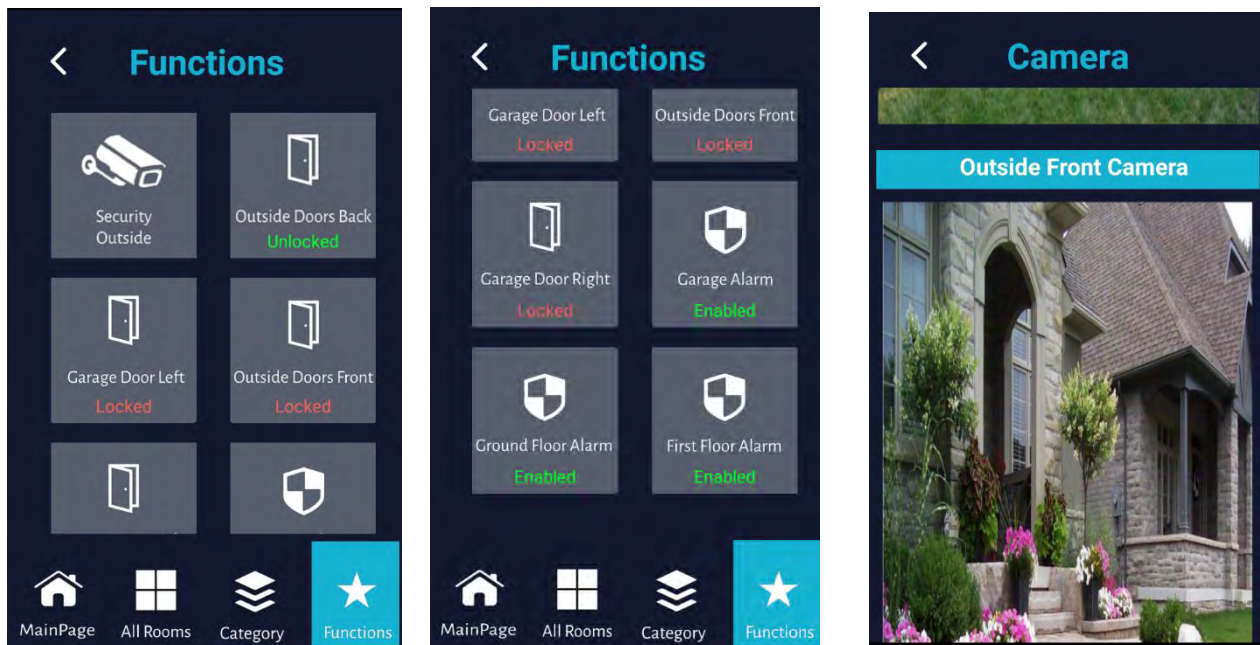 Functions
Security
Outside
Outside Doors Back
Unlocked
Garage Door Left
Locked
Outside Doors Front
Locked
MainPage
All Rooms
Category
Functions
Functions
Garage Door Left
Locked
Outside Doors Front
Locked
Garage Door Right
Locked
Garage Alarm
Enabled
Ground Floor Alarm
Enabled
First Floor Alarm
Enabled
MainPage
All Rooms
Category
Functions
Camera
Outside Front Camera